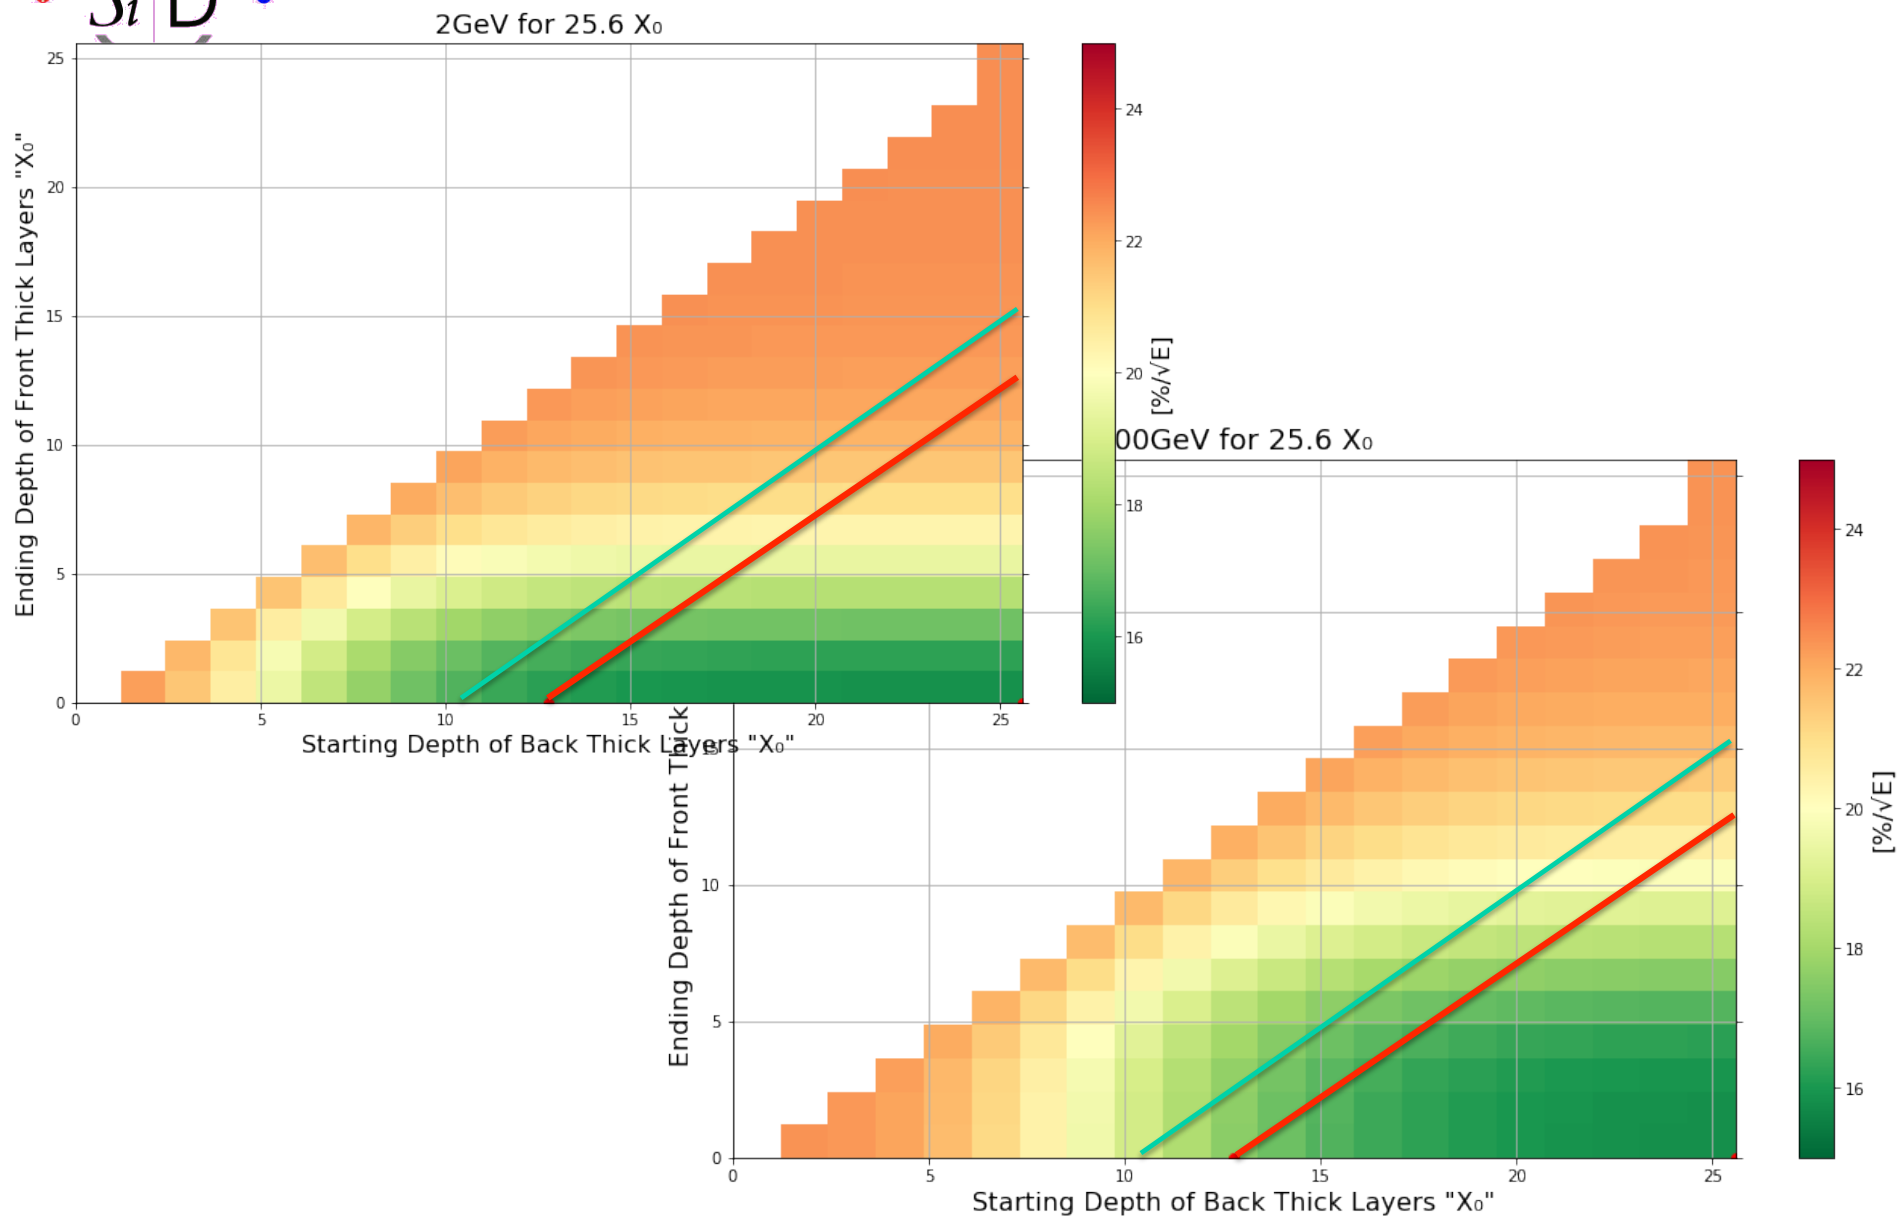 Si D
2GeV for 25.6 X₀
25
20
15
10
5
0
0 5 10 15 20 25
Ending Depth of Front Thick Layers "X₀"
Starting Depth of Back Thick Layers "X₀"
24
22
20
18
16
[%/√E]
00GeV for 25.6 X₀
15
10
5
0
0 5 10 15 20 25
Ending Depth of Front Thick
Starting Depth of Back Thick Layers "X₀"
24
22
20
18
16
[%/√E]